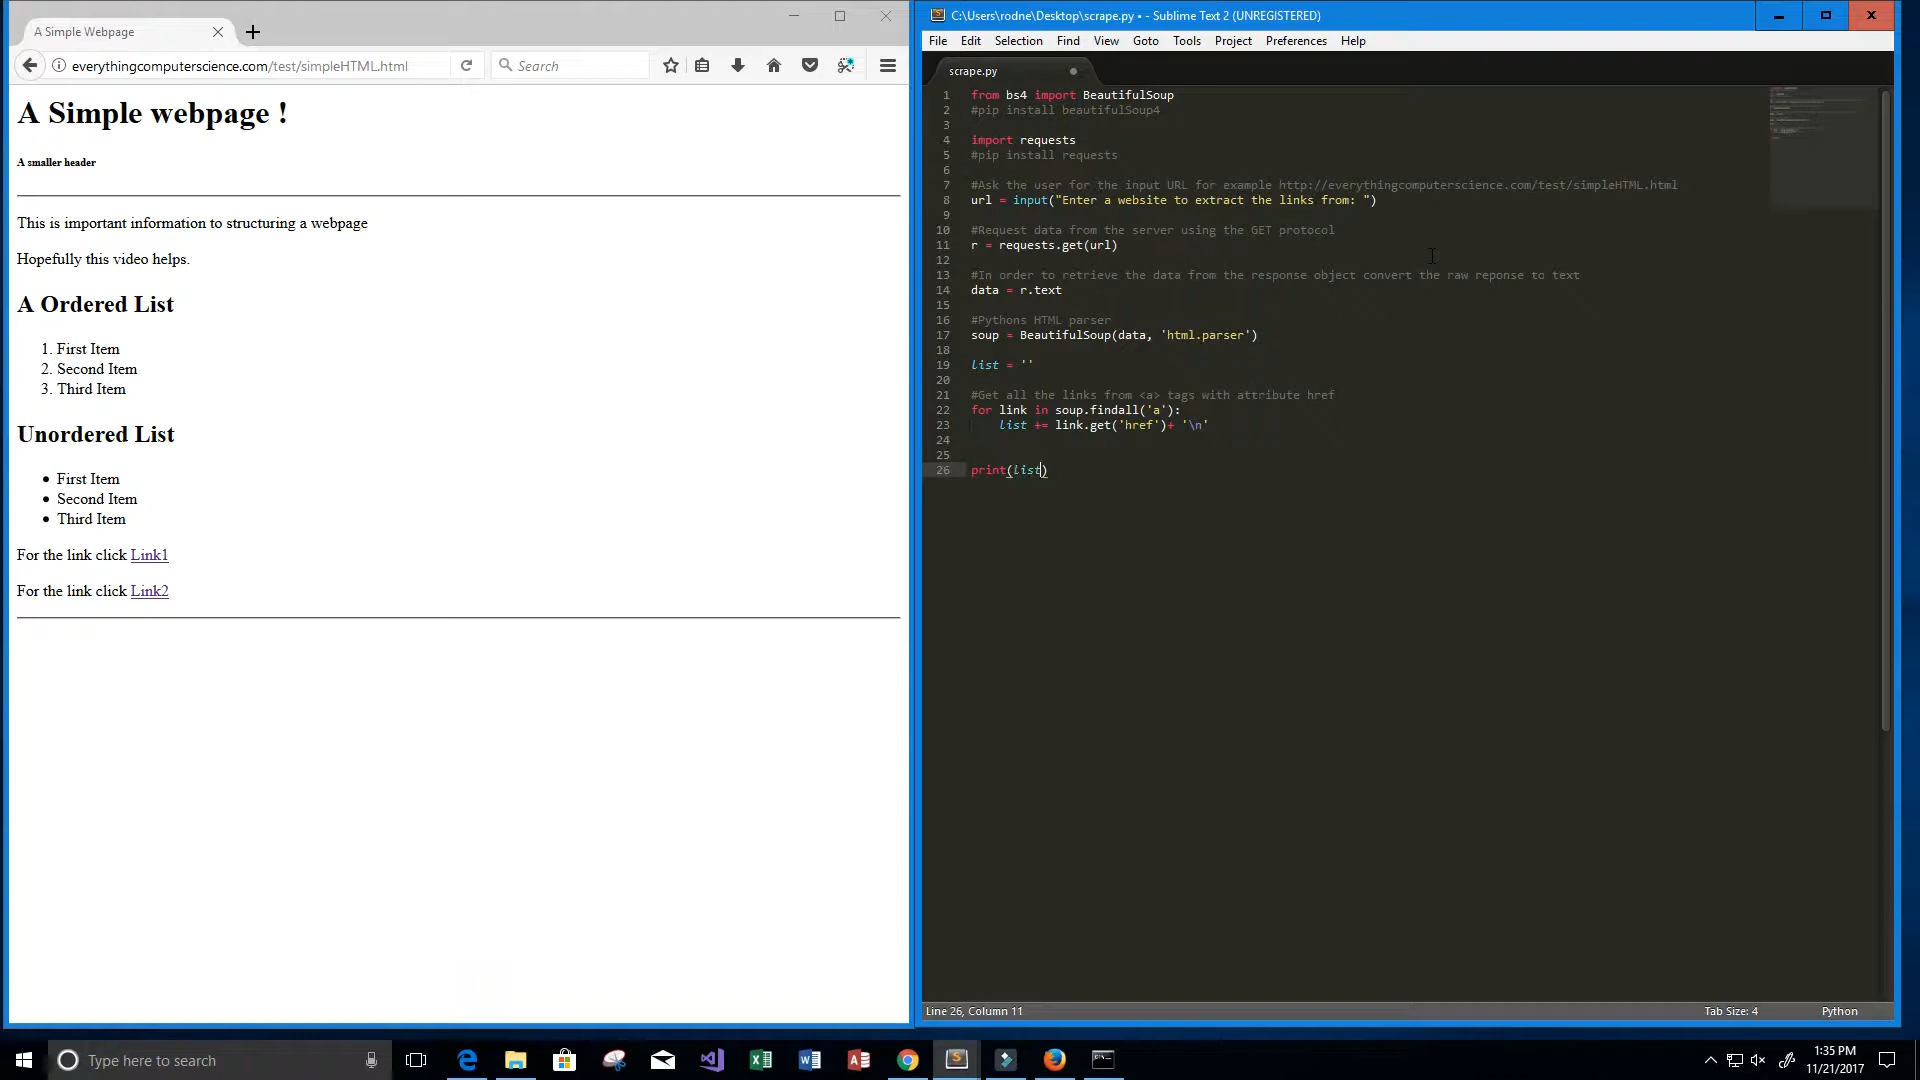 A Simple Webpage
everythingcomputerscience.com/test/simpleHTML.html
Search
A Simple webpage !
A smaller header
This is important information to structuring a webpage
Hopefully this video helps.
A Ordered List
1. First Item
2. Second Item
3. Third Item
Unordered List
• First Item
• Second Item
• Third Item
For the link click Link1
For the link click Link2
C:\Users\rodne\Desktop\scrape.py • - Sublime Text 2 (UNREGISTERED)
File Edit Selection Find View Goto Tools Project Preferences Help
scrape.py
1 from bs4 import BeautifulSoup
2 #pip install beautifulSoup4
3
4 import requests
5 #pip install requests
6
7 #Ask the user for the input URL for example http://everythingcomputerscience.com/test/simpleHTML.html
8 url = input("Enter a website to extract the links from: ")
9
10 #Request data from the server using the GET protocol
11 r = requests.get(url)
12
13 #In order to retrieve the data from the response object convert the raw reponse to text
14 data = r.text
15
16 #Pythons HTML parser
17 soup = BeautifulSoup(data, 'html.parser')
18
19 list = ''
20
21 #Get all the links from <a> tags with attribute href
22 for link in soup.findall('a'):
23     list += link.get('href')+ '\n'
24
25
26 print(list)
Line 26, Column 11
Tab Size: 4
Python
Type here to search
1:35 PM
11/21/2017